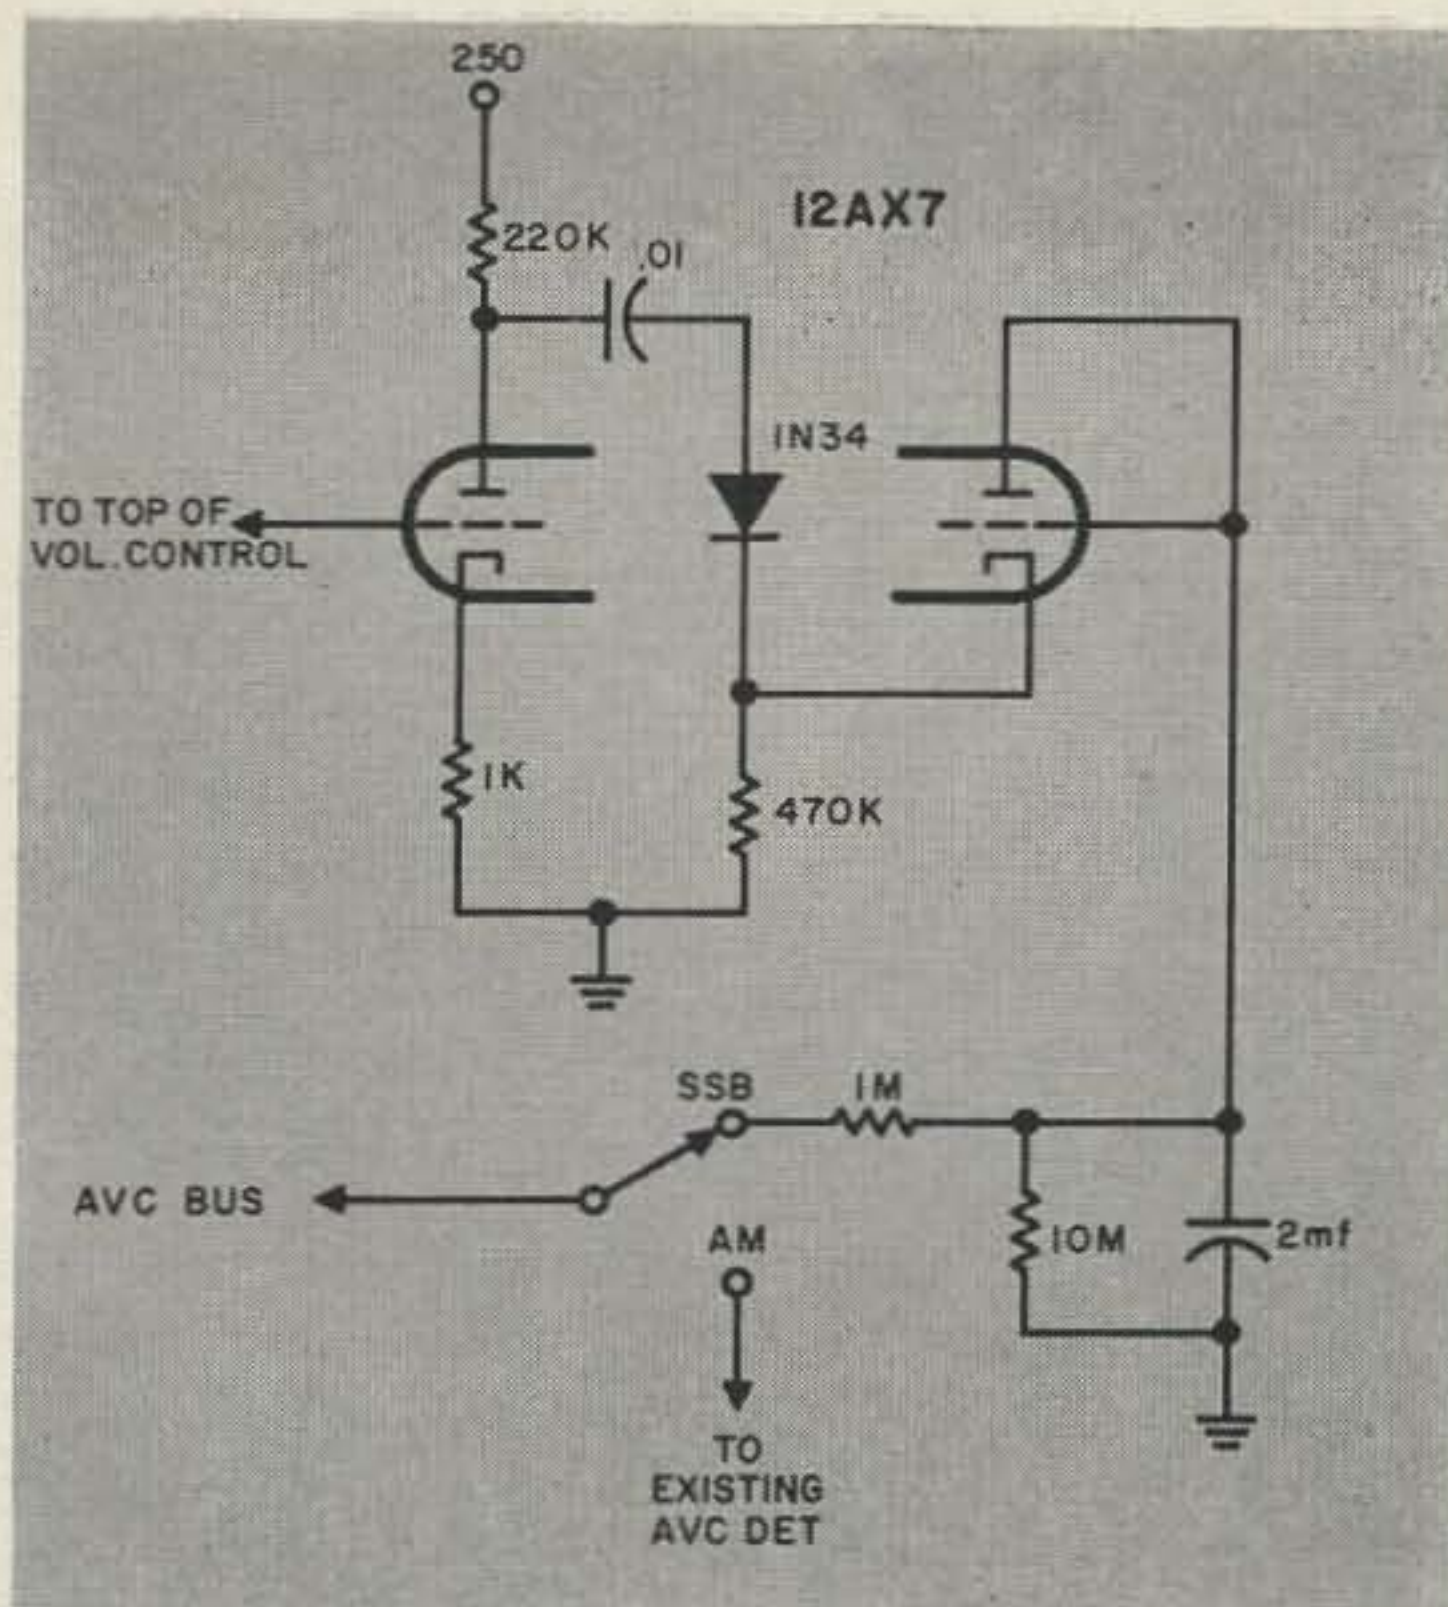 250
12AX7
220K
.01
1N34
TO TOP OF
VOL. CONTROL
1K
470K
SSB
1M
AVC BUS
AM
10M
2mf
TO
EXISTING
AVC DET